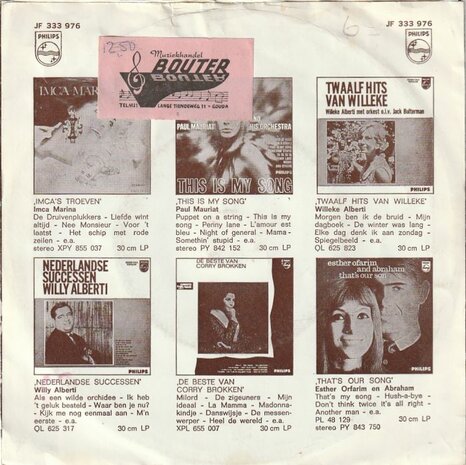 JF 333 976
JF 333 976
PHILIPS
PHILIPS
12.50
6
Muziekhandel
BOUTER
LANGE TIENDEWEG 11 - GOUDA
IMCA MAR
PAUL MAURIAT
HIS ORCHESTRA
THIS IS MY SONG
TWAALF HITS
VAN WILLEKE
Willeke Alberti met orkest o.l.v. Jack Bulterman
PHILIPS
‚IMCA'S TROEVEN'
Imca Marina
De Druivenplukkers - Liefde wint
altijd - Nee Monsieur - Voor 't
laatst - Het schip met rode
zeilen - e.a.
stereo XPY 855 037 30 cm LP
‚THIS IS MY SONG'
Paul Mauriat
Puppet on a string - This is my
song - Penny lane - L'amour est
bleu - Night of general - Mama -
Somethin' stupid - e.a.
stereo PY 842 152 30 cm LP
‚TWAALF HITS VAN WILLEKE'
Willeke Alberti
Morgen ben ik de bruid - Mijn
dagboek - De winter was lang -
Elke dag denk ik aan zondag -
Spiegelbeeld - e.a.
QL 625 823 30 cm LP
NEDERLANDSE
SUCCESSEN
WILLY ALBERTI
PHILIPS
DE BESTE VAN
CORRY BROKKEN
PHILIPS
esther ofarim
and abraham
that's our song
PHILIPS
‚NEDERLANDSE SUCCESSEN'
Willy Alberti
Als een wilde orchidee - Ik heb
't geluk besteld - Waar ben je nu?
- Kijk me nog eenmaal aan - M'n
eerste - e.a.
QL 625 317 30 cm LP
‚DE BESTE VAN
CORRY BROKKEN'
Milord - De zigeuners - Mijn
ideaal - La Mamma - Madonna-
kindje - Danswijsje - De messen-
werper - Heel de wereld - e.a.
XPL 655 007 30 cm LP
‚THAT'S OUR SONG'
Esther Orfarim en Abraham
That's my song - Hush-a-bye -
Don't think twice it's all right -
Another man - e.a.
PL 48 129 30 cm LP
stereo PY 843 750